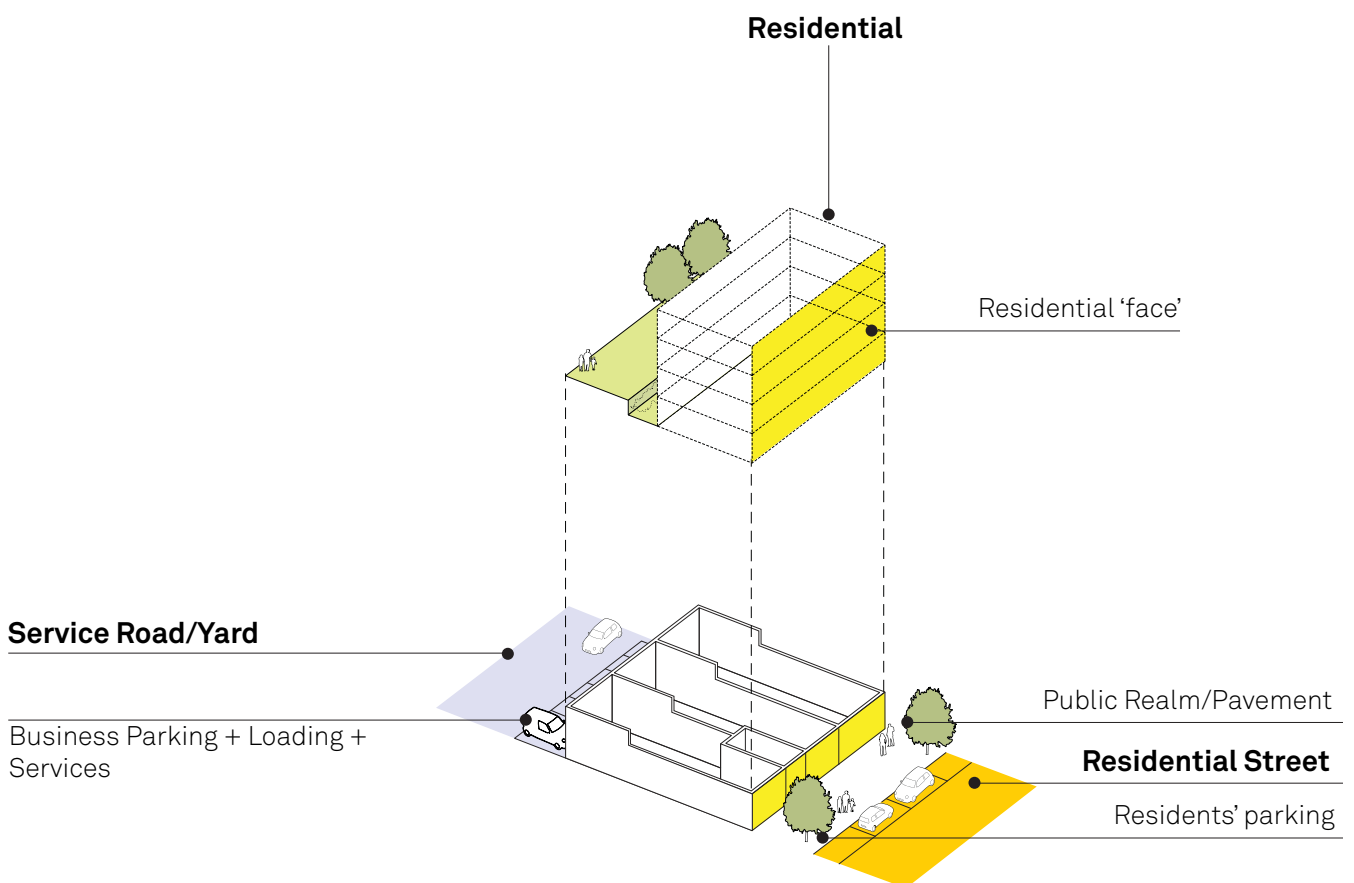 Residential
Residential ‘face’
Service Road/Yard
Business Parking + Loading +
Services
Public Realm/Pavement
Residential Street
Residents’ parking